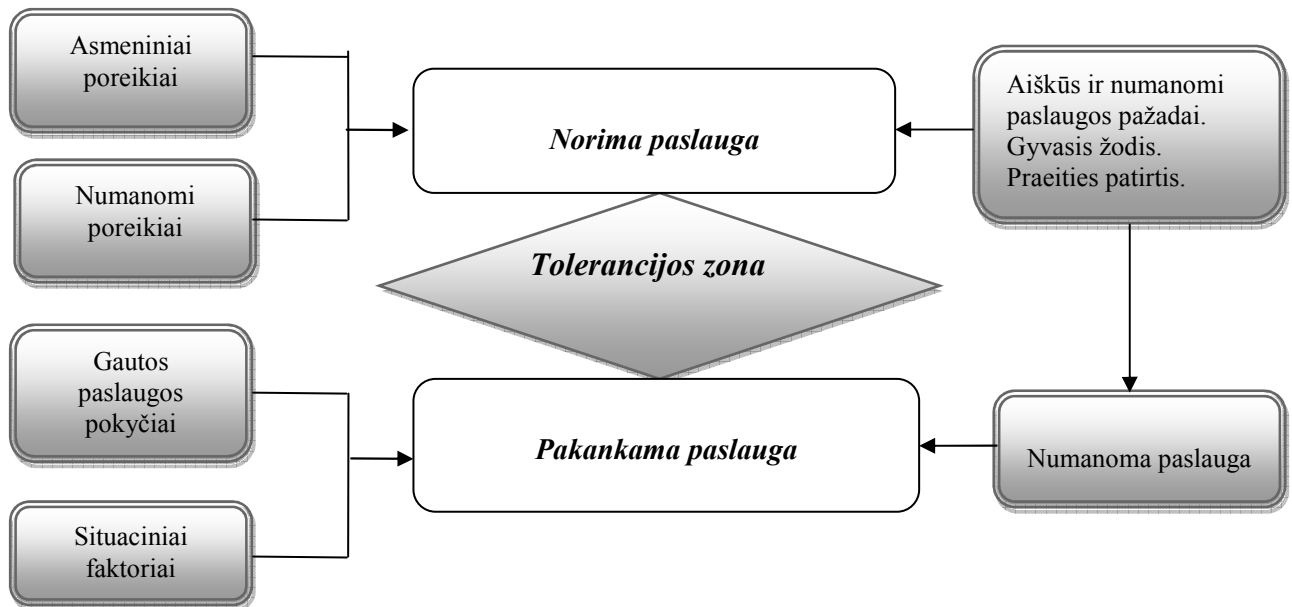 Asmeniniai
poreikiai
Numanomi
poreikiai
Norima paslauga
Aiškūs ir numanomi
paslaugos pažadai.
Gyvasis žodis.
Praeities patirtis.
Tolerancijos zona
Gautos
paslaugos
pokyčiai
Situaciniai
faktoriai
Pakankama paslauga
Numanoma paslauga